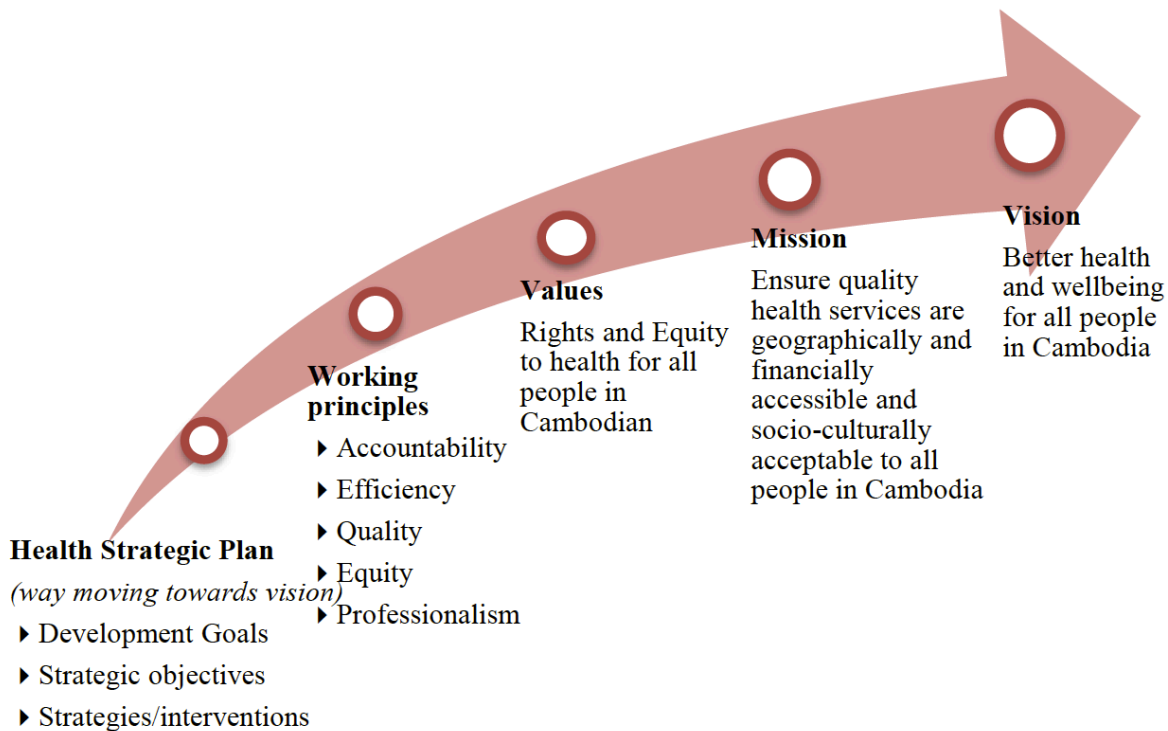 Health Strategic Plan
(way moving towards vision)
Development Goals
Strategic objectives
Strategies/interventions
Working
principles
Accountability
Efficiency
Quality
Equity
Professionalism
Values
Rights and Equity
to health for all
people in
Cambodian
Mission
Ensure quality
health services are
geographically and
financially
accessible and
socio-culturally
acceptable to all
people in Cambodia
Vision
Better health
and wellbeing
for all people
in Cambodia